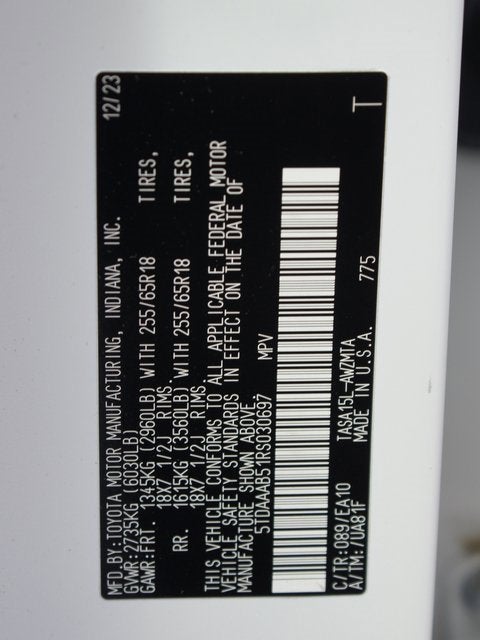 MFD.BY:TOYOTA MOTOR MANUFACTURING, INDIANA, INC. 12/23
GVWR:2735KG (6030LB)
GAWR:FRT. 1345KG (2960LB) WITH 255/65R18 TIRES,
18X7 1/2J RIMS.
RR. 1615KG (3560LB) WITH 255/65R18 TIRES,
18X7 1/2J RIMS.
THIS VEHICLE CONFORMS TO ALL APPLICABLE FEDERAL MOTOR
VEHICLE SAFETY STANDARDS IN EFFECT ON THE DATE OF
MANUFACTURE SHOWN ABOVE.
5TDAAAB51RS030697 MPV
C/TR:089/EA10 TASA15L-AWZMTA T
A/TM:/UA81F MADE IN U.S.A. 775